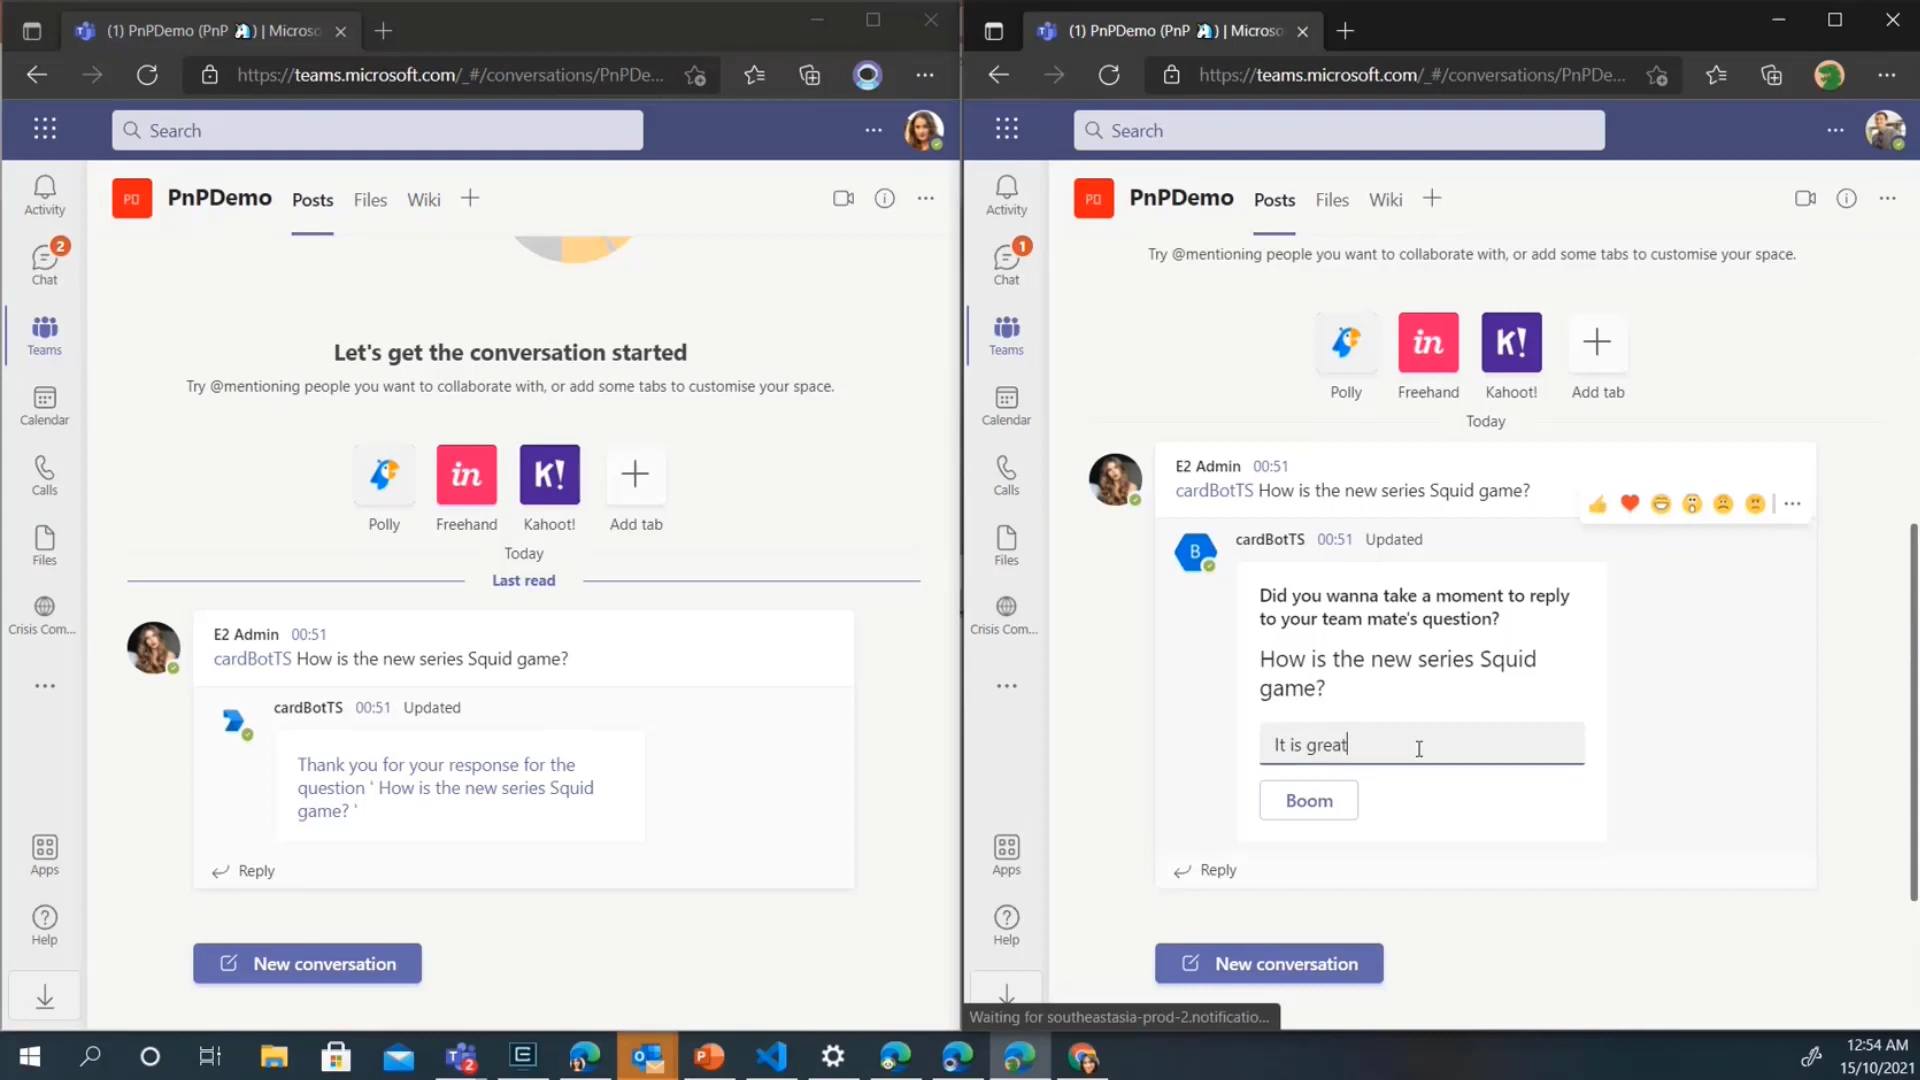 (1) PnPDemo (PnP 🦄) | Microso
https://teams.microsoft.com/_#/conversations/PnPDe...
Search
PD
PnPDemo
Posts
Files
Wiki
Activity
2
Chat
Teams
Calendar
Calls
Files
Crisis Com...
Apps
Help
Let's get the conversation started
Try @mentioning people you want to collaborate with, or add some tabs to customise your space.
in
K!
Polly
Freehand
Kahoot!
Add tab
Today
Last read
E2 Admin 00:51
cardBotTS How is the new series Squid game?
cardBotTS 00:51 Updated
Thank you for your response for the
question ' How is the new series Squid
game? '
Reply
New conversation
(1) PnPDemo (PnP 🦄) | Microso
https://teams.microsoft.com/_#/conversations/PnPDe...
Search
PD
PnPDemo
Posts
Files
Wiki
Activity
1
Chat
Teams
Calendar
Calls
Files
Crisis Com...
Apps
Help
Try @mentioning people you want to collaborate with, or add some tabs to customise your space.
in
K!
Polly
Freehand
Kahoot!
Add tab
Today
E2 Admin 00:51
cardBotTS How is the new series Squid game?
B
cardBotTS 00:51 Updated
Did you wanna take a moment to reply
to your team mate's question?
How is the new series Squid
game?
It is great
Boom
Reply
New conversation
Waiting for southeastasia-prod-2.notificatio...
2
12:54 AM
15/10/2021